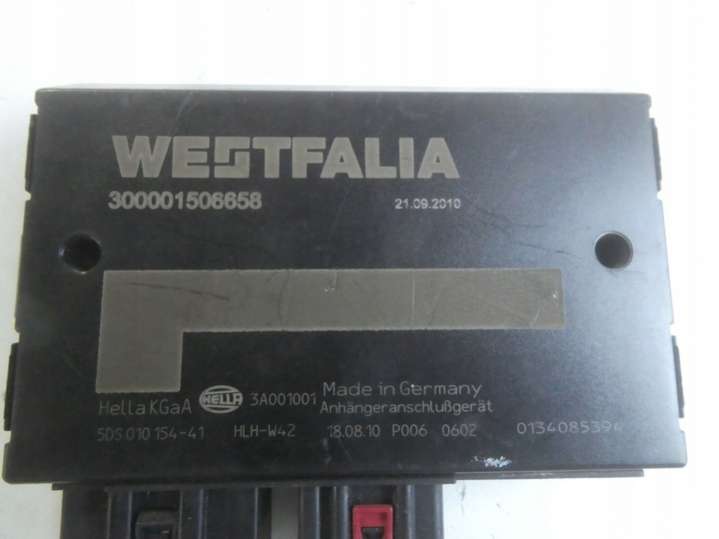 WESTFALIA
300001506658 21.09.2010
Hella KGaA HELLA 3A001001 Made in Germany
Anhängeranschlußgerät
5DS 010 154-41 HLH-W42 18.08.10 P006 0602